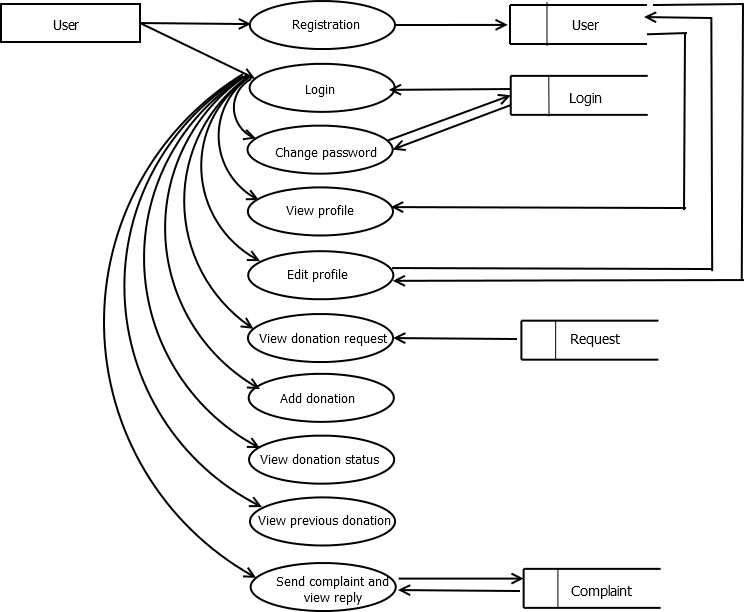 User
Registration
User
Login
Login
Change password
View profile
Edit profile
View donation request
Request
Add donation
View donation status
View previous donation
Send complaint and
view reply
Complaint